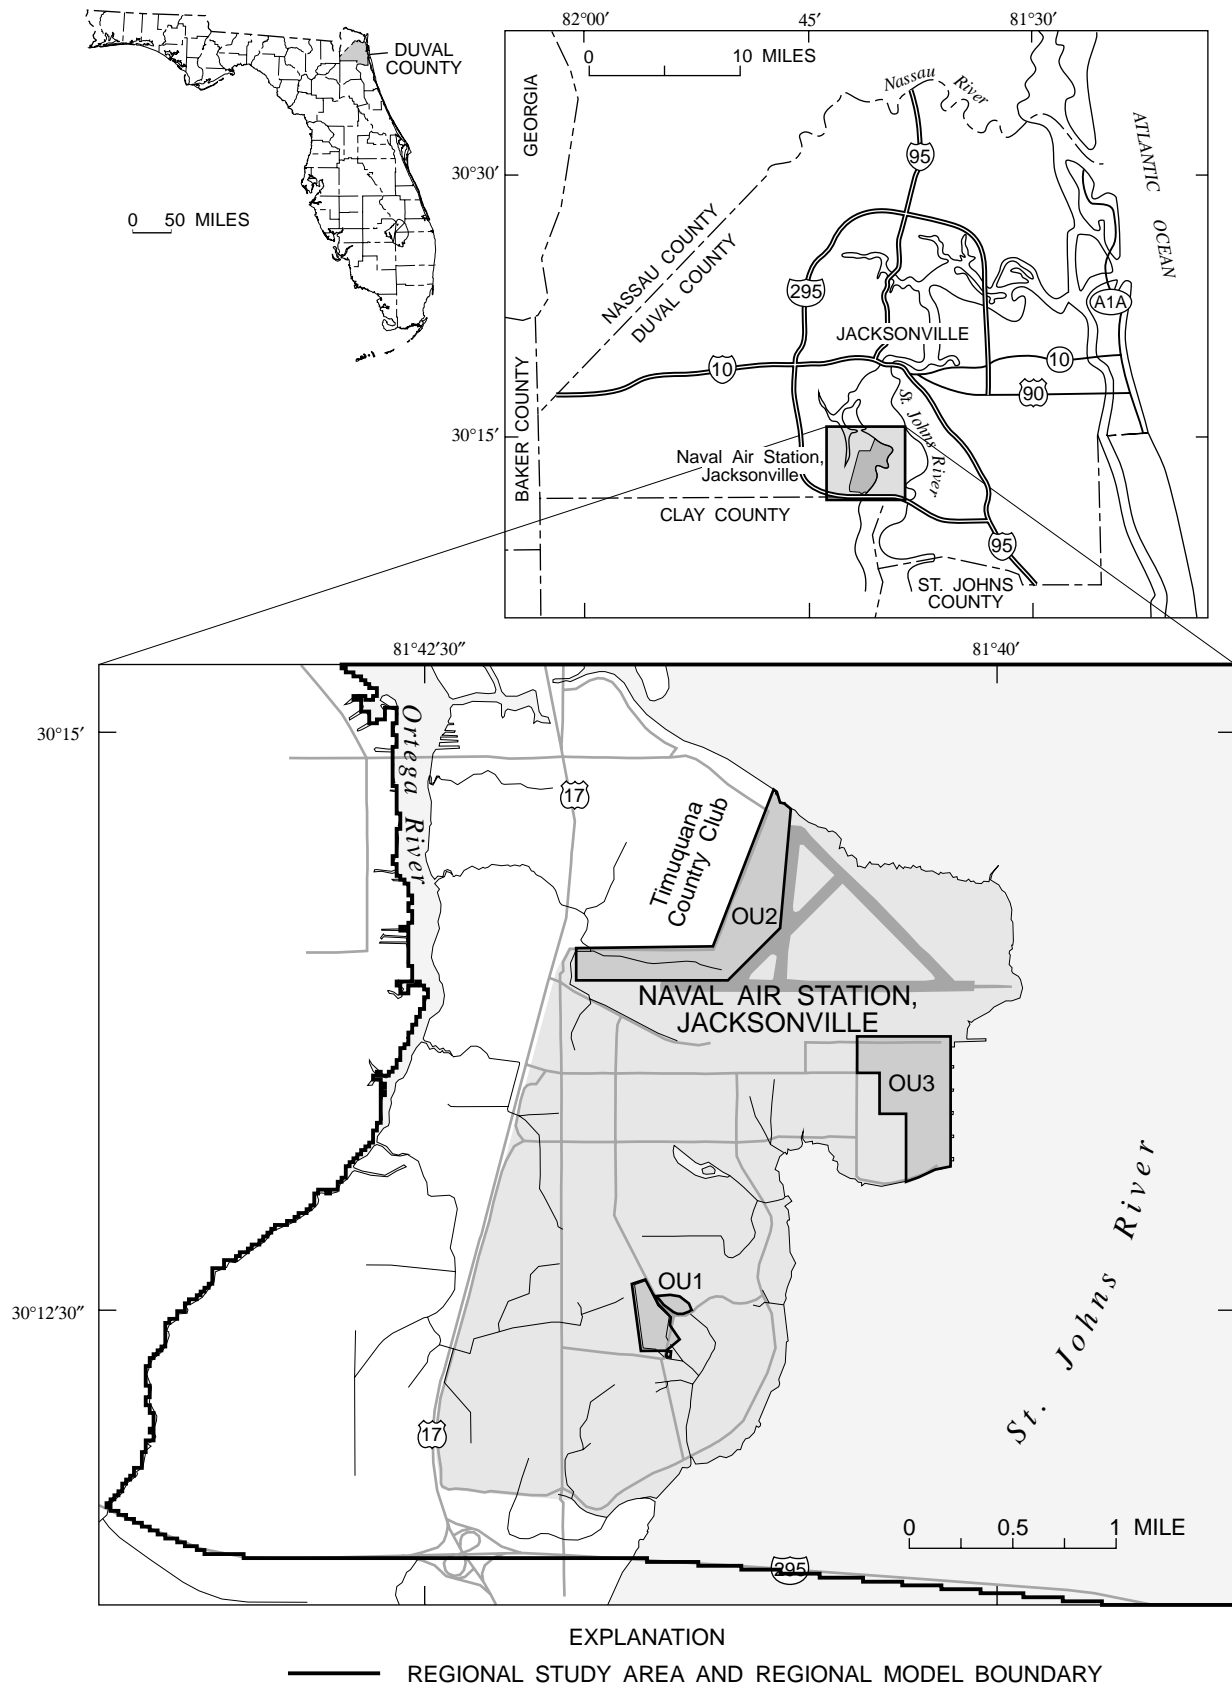 DUVAL
COUNTY
0 50 MILES
82°00′ 45′ 81°30′
0 10 MILES
30°30′
30°15′
GEORGIA
Nassau River
95
ATLANTIC OCEAN
NASSAU COUNTY
DUVAL COUNTY
295
A1A
JACKSONVILLE
10
10
90
BAKER COUNTY
St. Johns River
Naval Air Station,
Jacksonville
CLAY COUNTY
95
ST. JOHNS
COUNTY
81°42′30″ 81°40′
30°15′
Ortega River
17
Timuquana
Country Club
OU2
NAVAL AIR STATION,
JACKSONVILLE
OU3
St. Johns River
OU1
30°12′30″
17
0 0.5 1 MILE
295
EXPLANATION
REGIONAL STUDY AREA AND REGIONAL MODEL BOUNDARY